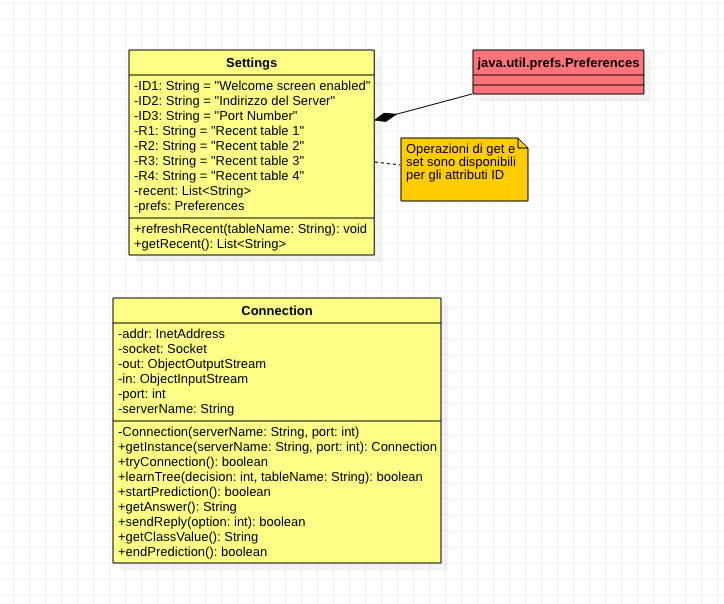 Settings
-ID1: String = "Welcome screen enabled"
-ID2: String = "Indirizzo del Server"
-ID3: String = "Port Number"
-R1: String = "Recent table 1"
-R2: String = "Recent table 2"
-R3: String = "Recent table 3"
-R4: String = "Recent table 4"
-recent: List<String>
-prefs: Preferences
+refreshRecent(tableName: String): void
+getRecent(): List<String>
java.util.prefs.Preferences
Operazioni di get e
set sono disponibili
per gli attributi ID
Connection
-addr: InetAddress
-socket: Socket
-out: ObjectOutputStream
-in: ObjectInputStream
-port: int
-serverName: String
-Connection(serverName: String, port: int)
+getInstance(serverName: String, port: int): Connection
+tryConnection(): boolean
+learnTree(decision: int, tableName: String): boolean
+startPrediction(): boolean
+getAnswer(): String
+sendReply(option: int): boolean
+getClassValue(): String
+endPrediction(): boolean